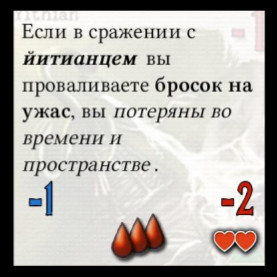 Если в сражении с
йитианцем вы
проваливаете бросок на
ужас, вы потеряны во
времени и
пространстве.
-1
-2